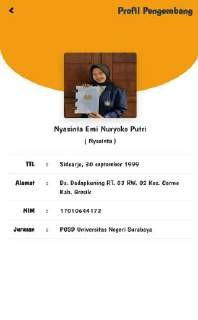 Profil Pengembang
Nyasinta Emi Nuryoko Putri
( Nyasinta )
TTL : Sidoarjo, 30 september 1999
Alamat : Ds. Dadapkuning RT. 03 RW. 02 Kec. Cerme
Kab. Gresik
NIM : 17010644172
Jurusan : PGSD Universitas Negeri Surabaya